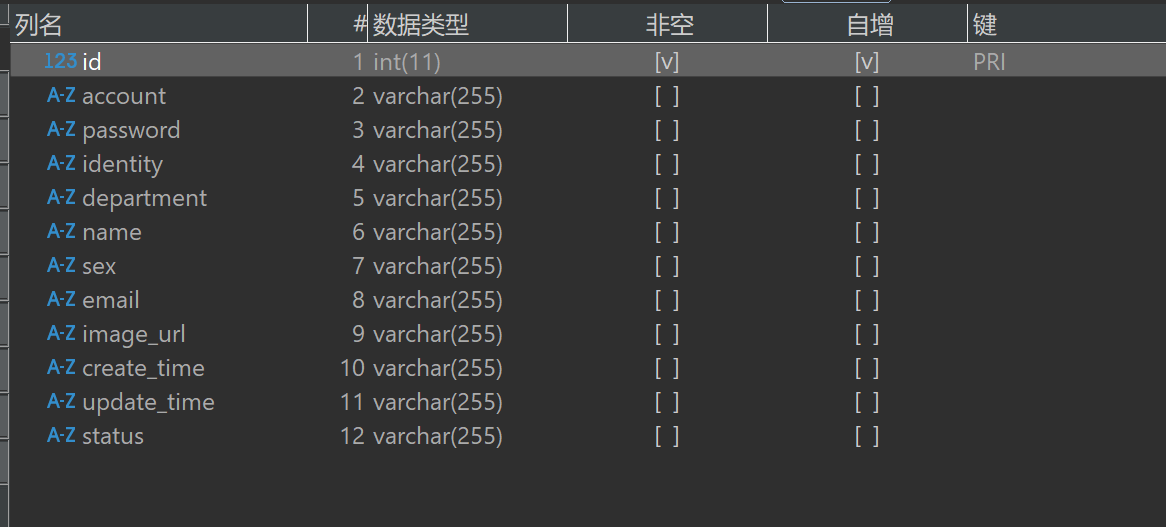 列名 # 数据类型 非空 自增 键
123 id 1 int(11) [v] [v] PRI
A-Z account 2 varchar(255) [ ] [ ]
A-Z password 3 varchar(255) [ ] [ ]
A-Z identity 4 varchar(255) [ ] [ ]
A-Z department 5 varchar(255) [ ] [ ]
A-Z name 6 varchar(255) [ ] [ ]
A-Z sex 7 varchar(255) [ ] [ ]
A-Z email 8 varchar(255) [ ] [ ]
A-Z image_url 9 varchar(255) [ ] [ ]
A-Z create_time 10 varchar(255) [ ] [ ]
A-Z update_time 11 varchar(255) [ ] [ ]
A-Z status 12 varchar(255) [ ] [ ]